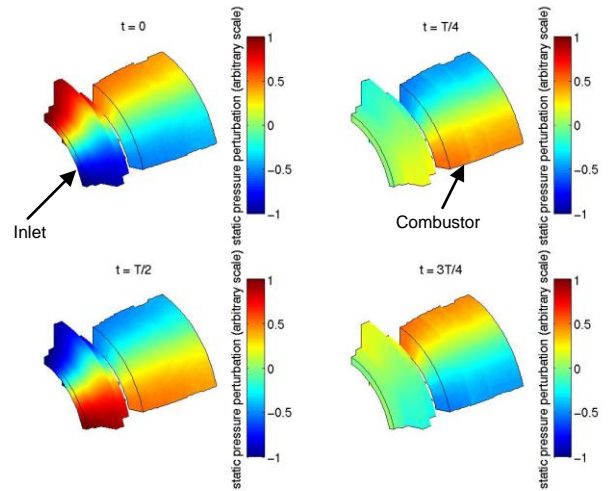 t = 0
1
0.5
0
−0.5
−1
static pressure perturbation (arbitrary scale)
Inlet
t = T/4
1
0.5
0
−0.5
−1
static pressure perturbation (arbitrary scale)
Combustor
t = T/2
1
0.5
0
−0.5
−1
static pressure perturbation (arbitrary scale)
t = 3T/4
1
0.5
0
−0.5
−1
static pressure perturbation (arbitrary scale)